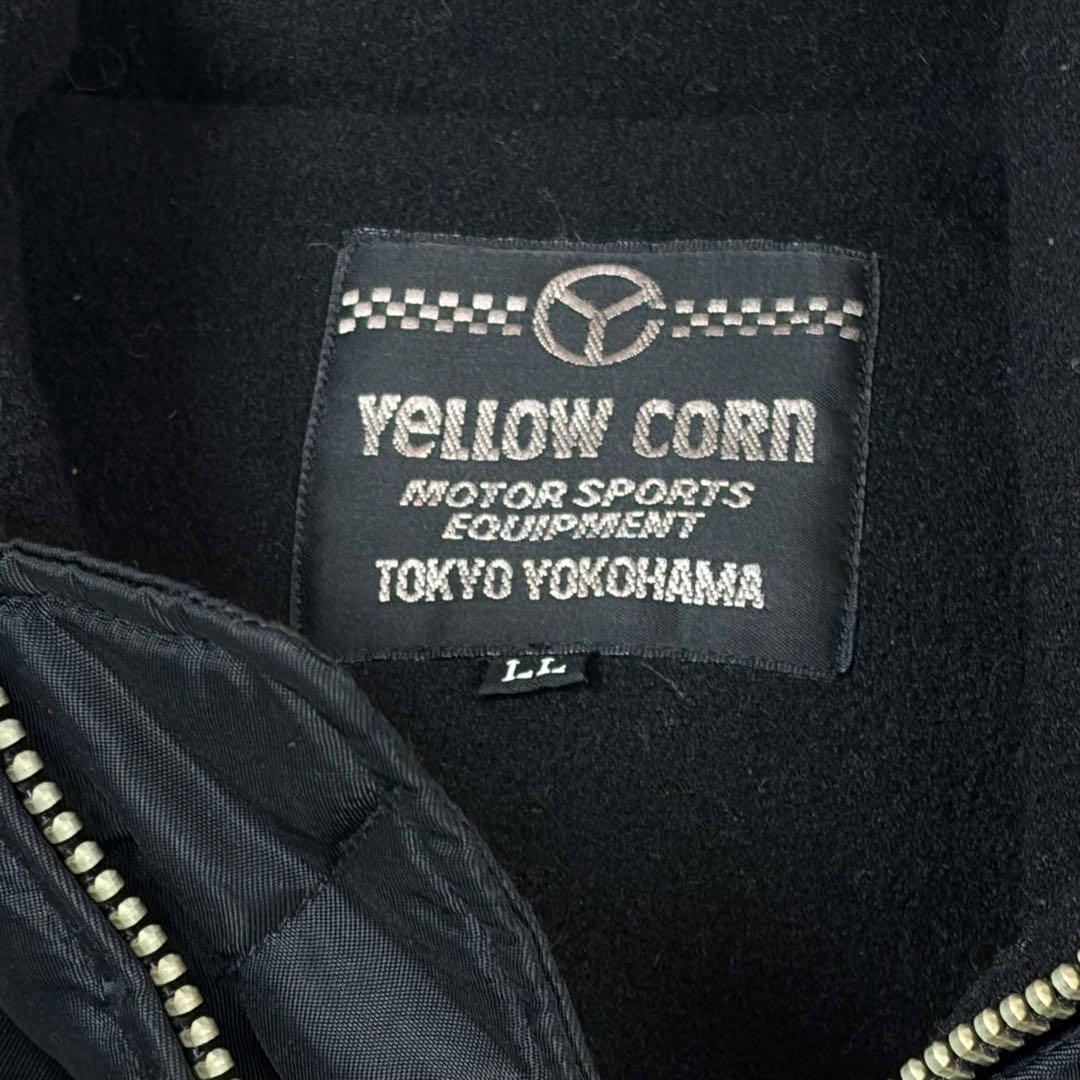 YeLLOW CORn
MOTOR SPORTS
EQUIPMENT
TOKYO YOKOHAMA
LL